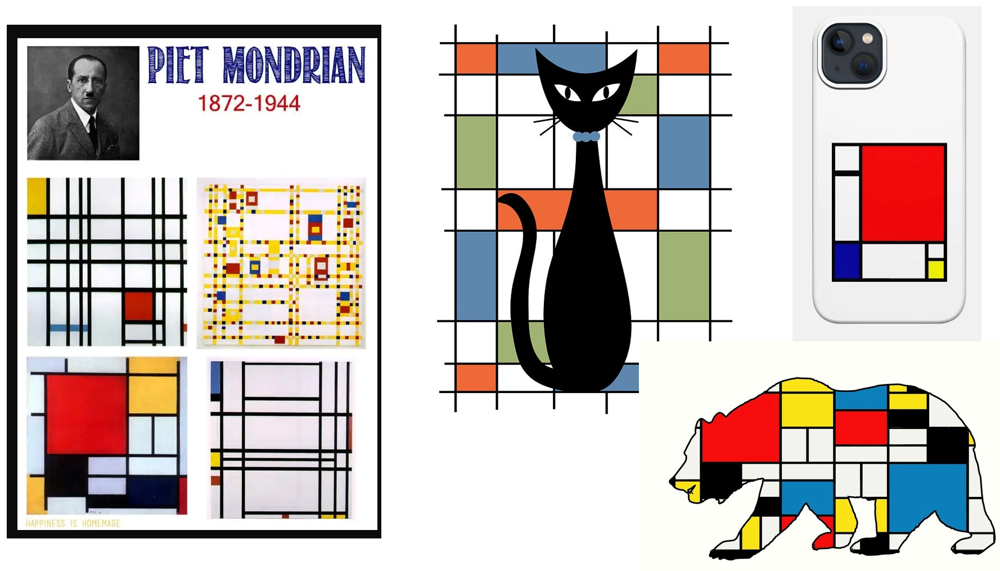 PIET MONDRIAN
1872-1944
HAPPINESS IS HOMEMADE